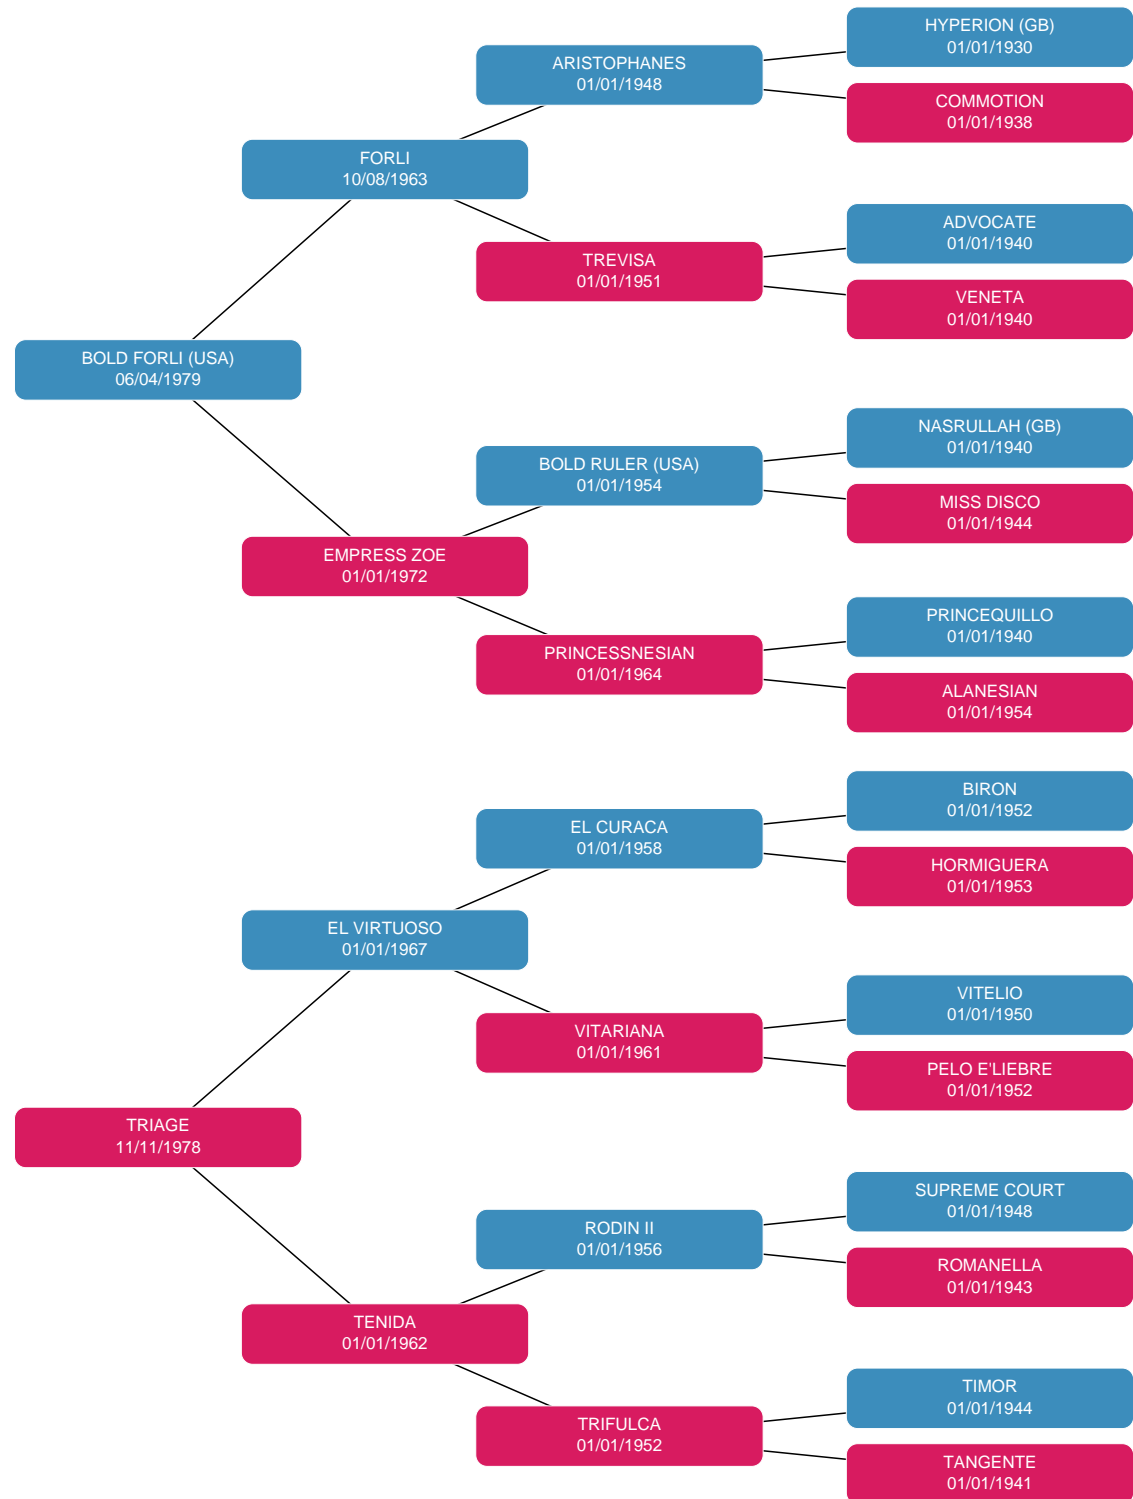 HYPERION (GB)
01/01/1930
ARISTOPHANES
01/01/1948
COMMOTION
01/01/1938
FORLI
10/08/1963
ADVOCATE
01/01/1940
TREVISA
01/01/1951
VENETA
01/01/1940
BOLD FORLI (USA)
06/04/1979
NASRULLAH (GB)
01/01/1940
BOLD RULER (USA)
01/01/1954
MISS DISCO
01/01/1944
EMPRESS ZOE
01/01/1972
PRINCEQUILLO
01/01/1940
PRINCESSNESIAN
01/01/1964
ALANESIAN
01/01/1954
BIRON
01/01/1952
EL CURACA
01/01/1958
HORMIGUERA
01/01/1953
EL VIRTUOSO
01/01/1967
VITELIO
01/01/1950
VITARIANA
01/01/1961
PELO E'LIEBRE
01/01/1952
TRIAGE
11/11/1978
SUPREME COURT
01/01/1948
RODIN II
01/01/1956
ROMANELLA
01/01/1943
TENIDA
01/01/1962
TIMOR
01/01/1944
TRIFULCA
01/01/1952
TANGENTE
01/01/1941